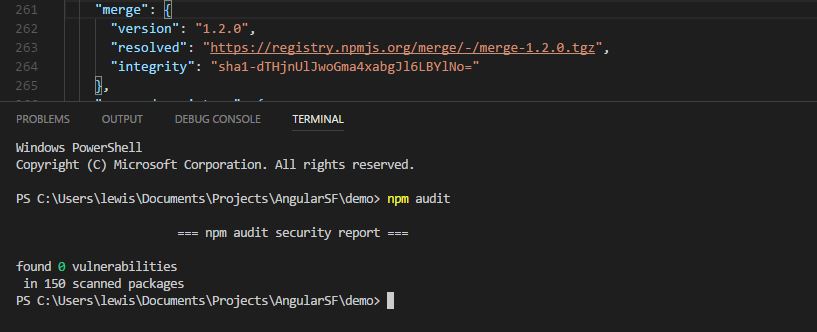 261 "merge": {
262 "version": "1.2.0",
263 "resolved": "https://registry.npmjs.org/merge/-/merge-1.2.0.tgz",
264 "integrity": "sha1-dTHjnUlJwoGma4xabgJl6LBYlNo="
265 },
PROBLEMS OUTPUT DEBUG CONSOLE TERMINAL
Windows PowerShell
Copyright (C) Microsoft Corporation. All rights reserved.
PS C:\Users\lewis\Documents\Projects\AngularSF\demo> npm audit
=== npm audit security report ===
found 0 vulnerabilities
in 150 scanned packages
PS C:\Users\lewis\Documents\Projects\AngularSF\demo>